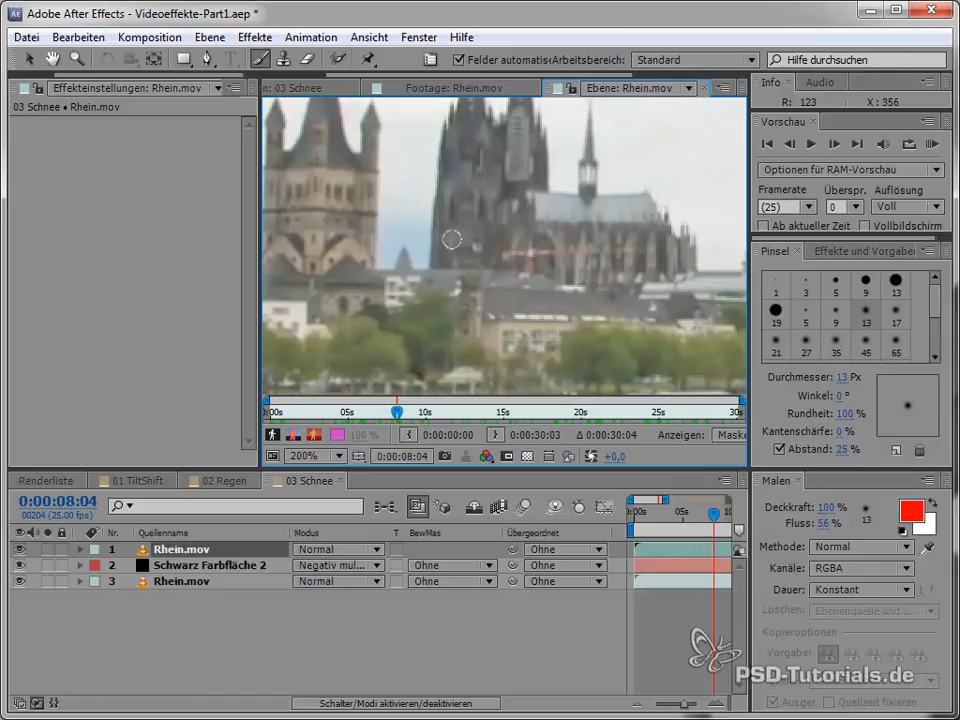 Adobe After Effects - Videoeffekte-Part1.aep *
Datei Bearbeiten Komposition Ebene Effekte Animation Ansicht Fenster Hilfe
Felder automatis Arbeitsbereich: Standard Hilfe durchsuchen
Effekteinstellungen: Rhein.mov
03 Schnee • Rhein.mov
n: 03 Schnee Footage: Rhein.mov Ebene: Rhein.mov
Info Audio
R: 123 X: 356
Vorschau
Optionen für RAM-Vorschau
Framerate Überspr. Auflösung
(25) 0 Voll
Ab aktueller Zeit Vollbildschirm
Pinsel Effekte und Vorgaben
1 3 5 9 13
19 5 9 13 17
21 27 35 45 65
Durchmesser: 13 Px
Winkel: 0 °
Rundheit: 100 %
Kantenschärfe: 0 %
Abstand: 25 %
:00s 05s 10s 15s 20s 25s 30s
100 % 0:00:00:00 0:00:30:03 Δ 0:00:30:04 Anzeigen: Maske
200% 0:00:08:04 +0,0
Renderliste 01 TiltShift 02 Regen 03 Schnee
0:00:08:04
00204 (25.00 fps)
:00s 05s 10
Nr. Quellenname Modus T BewMas Übergeordnet
1 Rhein.mov Normal Ohne
2 Schwarz Farbfläche 2 Negativ mul... Ohne Ohne
3 Rhein.mov Normal Ohne Ohne
Schalter/Modi aktivieren/deaktivieren
Malen
Deckkraft: 100 %
Fluss: 56 % 13
Methode: Normal
Kanäle: RGBA
Dauer: Konstant 1 f
Löschen: Ebenenquelle und ...
Kopieroptionen
Vorgabe:
PSD-Tutorials.de
Ausger. Quellzeit fixieren